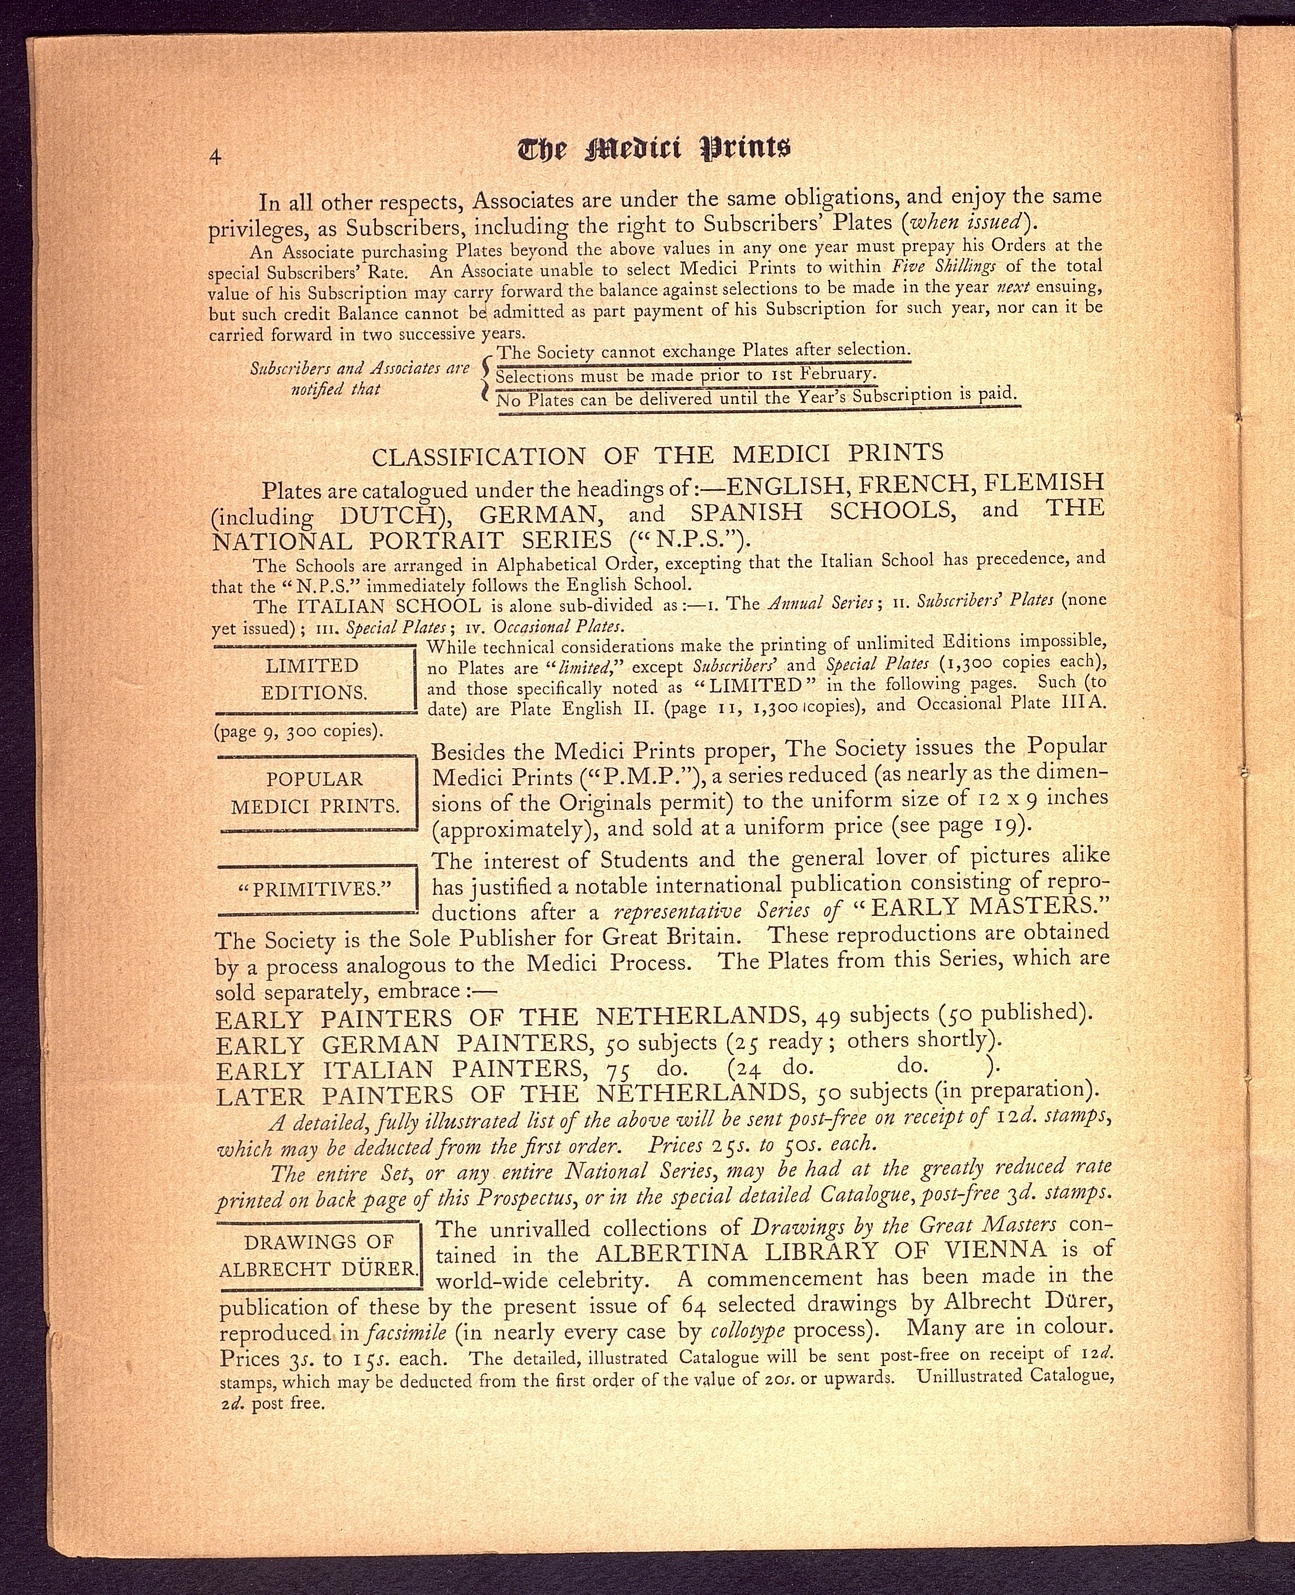 4
The Medici Prints
In all other respects, Associates are under the same obligations, and enjoy the same
privileges, as Subscribers, including the right to Subscribers' Plates (when issued).
An Associate purchasing Plates beyond the above values in any one year must prepay his Orders at the
special Subscribers' Rate. An Associate unable to select Medici Prints to within Five Shillings of the total
value of his Subscription may carry forward the balance against selections to be made in the year next ensuing,
but such credit Balance cannot be admitted as part payment of his Subscription for such year, nor can it be
carried forward in two successive years.
Subscribers and Associates are
notified that
The Society cannot exchange Plates after selection.
Selections must be made prior to 1st February.
No Plates can be delivered until the Year's Subscription is paid.
CLASSIFICATION OF THE MEDICI PRINTS
Plates are catalogued under the headings of:—ENGLISH, FRENCH, FLEMISH
(including DUTCH), GERMAN, and SPANISH SCHOOLS, and THE
NATIONAL PORTRAIT SERIES ("N.P.S.").
The Schools are arranged in Alphabetical Order, excepting that the Italian School has precedence, and
that the "N.P.S." immediately follows the English School.
The ITALIAN SCHOOL is alone sub-divided as:—I. The Annual Series; II. Subscribers' Plates (none
yet issued); III. Special Plates; IV. Occasional Plates.
LIMITED
EDITIONS.
While technical considerations make the printing of unlimited Editions impossible,
no Plates are "limited," except Subscribers' and Special Plates (1,300 copies each),
and those specifically noted as "LIMITED" in the following pages. Such (to
date) are Plate English II. (page 11, 1,300 copies), and Occasional Plate III A.
(page 9, 300 copies).
POPULAR
MEDICI PRINTS.
Besides the Medici Prints proper, The Society issues the Popular
Medici Prints ("P.M.P."), a series reduced (as nearly as the dimen-
sions of the Originals permit) to the uniform size of 12 x 9 inches
(approximately), and sold at a uniform price (see page 19).
"PRIMITIVES."
The interest of Students and the general lover of pictures alike
has justified a notable international publication consisting of repro-
ductions after a representative Series of "EARLY MASTERS."
The Society is the Sole Publisher for Great Britain. These reproductions are obtained
by a process analogous to the Medici Process. The Plates from this Series, which are
sold separately, embrace:—
EARLY PAINTERS OF THE NETHERLANDS, 49 subjects (50 published).
EARLY GERMAN PAINTERS, 50 subjects (25 ready; others shortly).
EARLY ITALIAN PAINTERS, 75 do. (24 do. do. ).
LATER PAINTERS OF THE NETHERLANDS, 50 subjects (in preparation).
A detailed, fully illustrated list of the above will be sent post-free on receipt of 12d. stamps,
which may be deducted from the first order. Prices 25s. to 50s. each.
The entire Set, or any entire National Series, may be had at the greatly reduced rate
printed on back page of this Prospectus, or in the special detailed Catalogue, post-free 3d. stamps.
DRAWINGS OF
ALBRECHT DÜRER.
The unrivalled collections of Drawings by the Great Masters con-
tained in the ALBERTINA LIBRARY OF VIENNA is of
world-wide celebrity. A commencement has been made in the
publication of these by the present issue of 64 selected drawings by Albrecht Dürer,
reproduced in facsimile (in nearly every case by collotype process). Many are in colour.
Prices 3s. to 15s. each. The detailed, illustrated Catalogue will be sent post-free on receipt of 12d.
stamps, which may be deducted from the first order of the value of 20s. or upwards. Unillustrated Catalogue,
2d. post free.